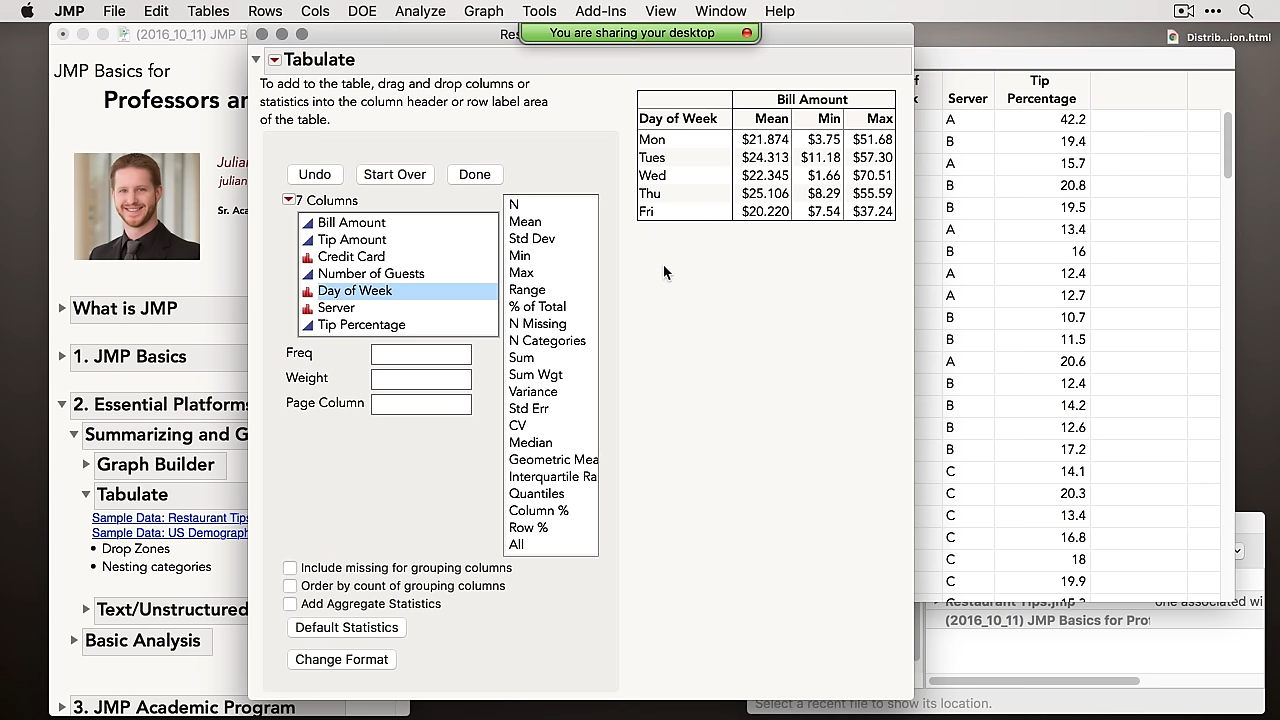 JMP File Edit Tables Rows Cols DOE Analyze Graph Tools Add-Ins View Window Help
You are sharing your desktop
(2016_10_11) JMP B
Res
Distrib...ion.html
JMP Basics for
Professors an
Julian
julian
Sr. Aca
What is JMP
1. JMP Basics
2. Essential Platforms
Summarizing and G
Graph Builder
Tabulate
Sample Data: Restaurant Tips
Sample Data: US Demograph
• Drop Zones
• Nesting categories
Text/Unstructured
Basic Analysis
3. JMP Academic Program
Tabulate
To add to the table, drag and drop columns or
statistics into the column header or row label area
of the table.
Undo Start Over Done
7 Columns
Bill Amount
Tip Amount
Credit Card
Number of Guests
Day of Week
Server
Tip Percentage
Freq
Weight
Page Column
N
Mean
Std Dev
Min
Max
Range
% of Total
N Missing
N Categories
Sum
Sum Wgt
Variance
Std Err
CV
Median
Geometric Mea
Interquartile Ra
Quantiles
Column %
Row %
All
Include missing for grouping columns
Order by count of grouping columns
Add Aggregate Statistics
Default Statistics
Change Format
Bill Amount
Day of Week Mean Min Max
Mon $21.874 $3.75 $51.68
Tues $24.313 $11.18 $57.30
Wed $22.345 $1.66 $70.51
Thu $25.106 $8.29 $55.59
Fri $20.220 $7.54 $37.24
Server Tip Percentage
A 42.2
B 19.4
A 15.7
B 20.8
B 19.5
A 13.4
B 16
A 12.4
A 12.7
B 10.7
B 11.5
A 20.6
B 12.4
B 14.2
B 12.6
B 17.2
C 14.1
C 20.3
C 13.4
C 16.8
C 18
C 19.9
Restaurant Tips.jmp
one associated wi
(2016_10_11) JMP Basics for Pro
Select a recent file to show its location.